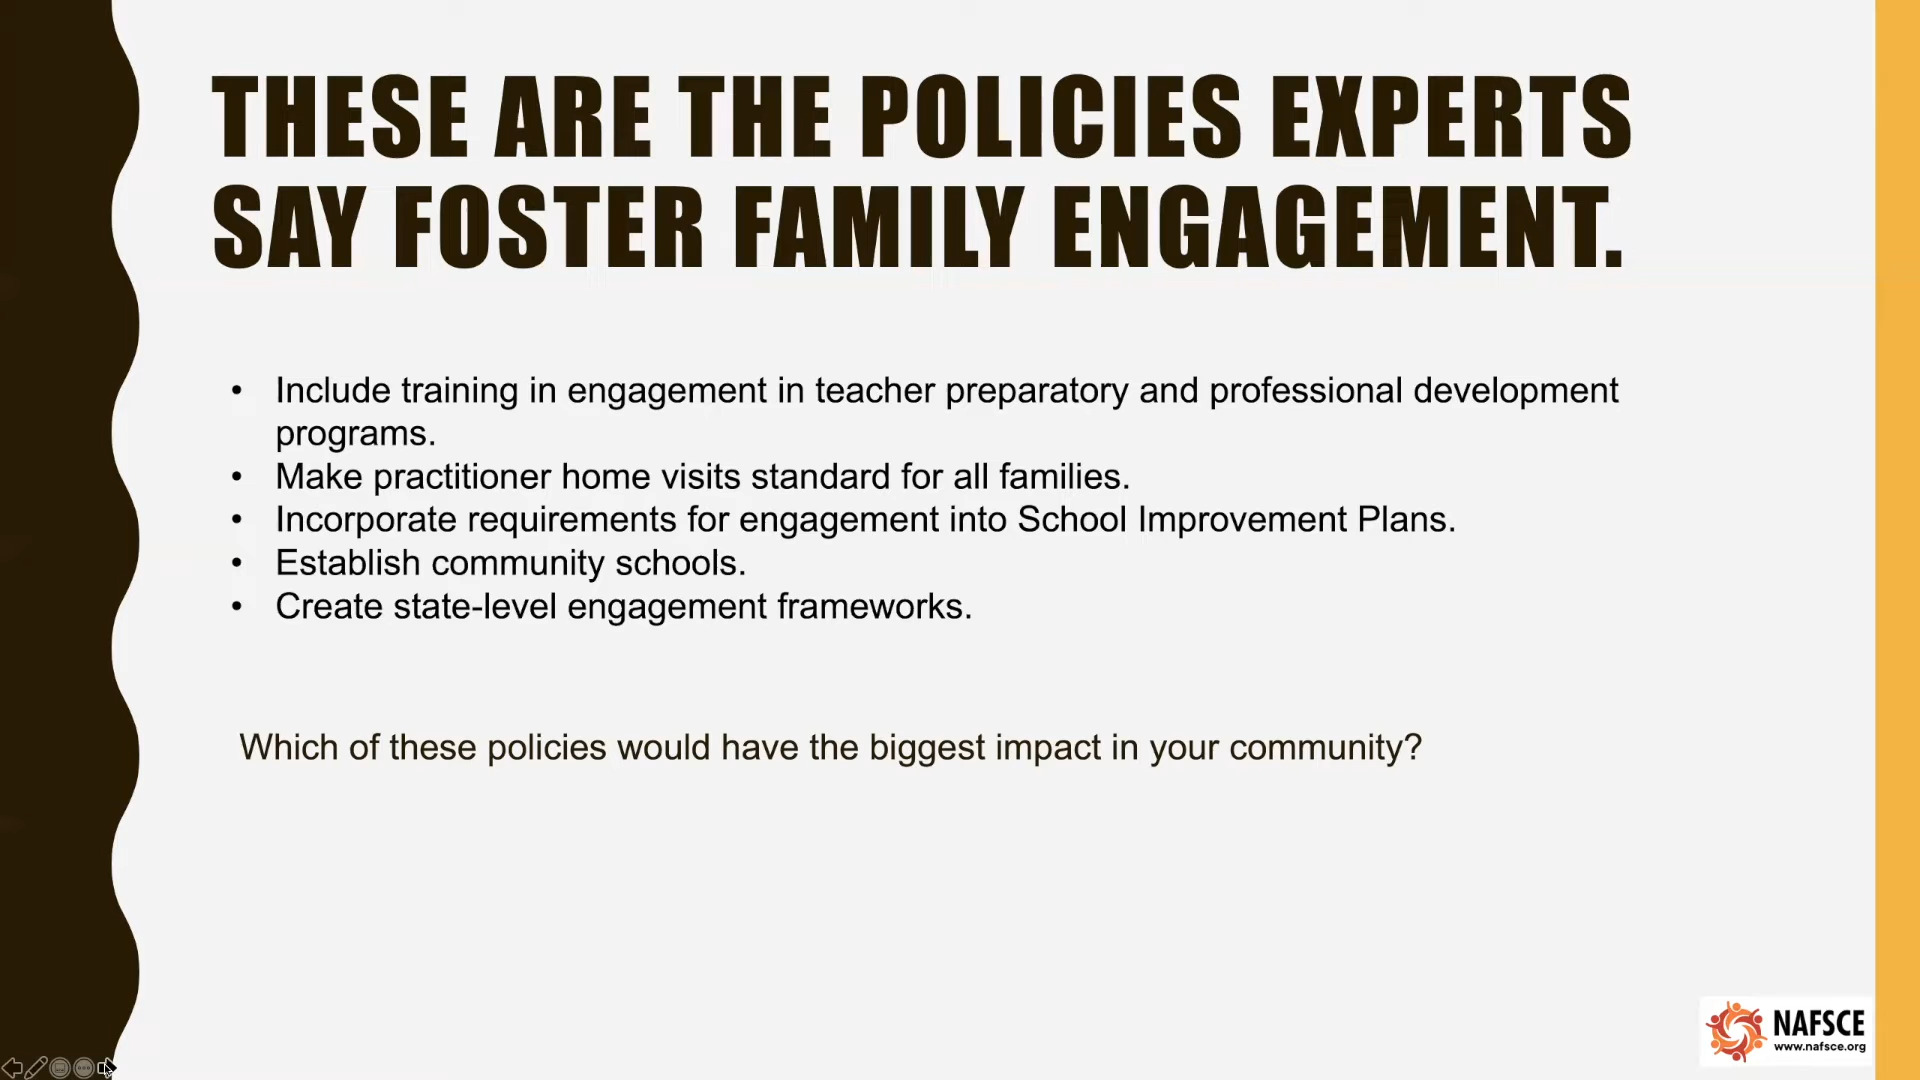 THESE ARE THE POLICIES EXPERTS
SAY FOSTER FAMILY ENGAGEMENT.
• Include training in engagement in teacher preparatory and professional development
programs.
• Make practitioner home visits standard for all families.
• Incorporate requirements for engagement into School Improvement Plans.
• Establish community schools.
• Create state-level engagement frameworks.
Which of these policies would have the biggest impact in your community?
NAFSCE
www.nafsce.org